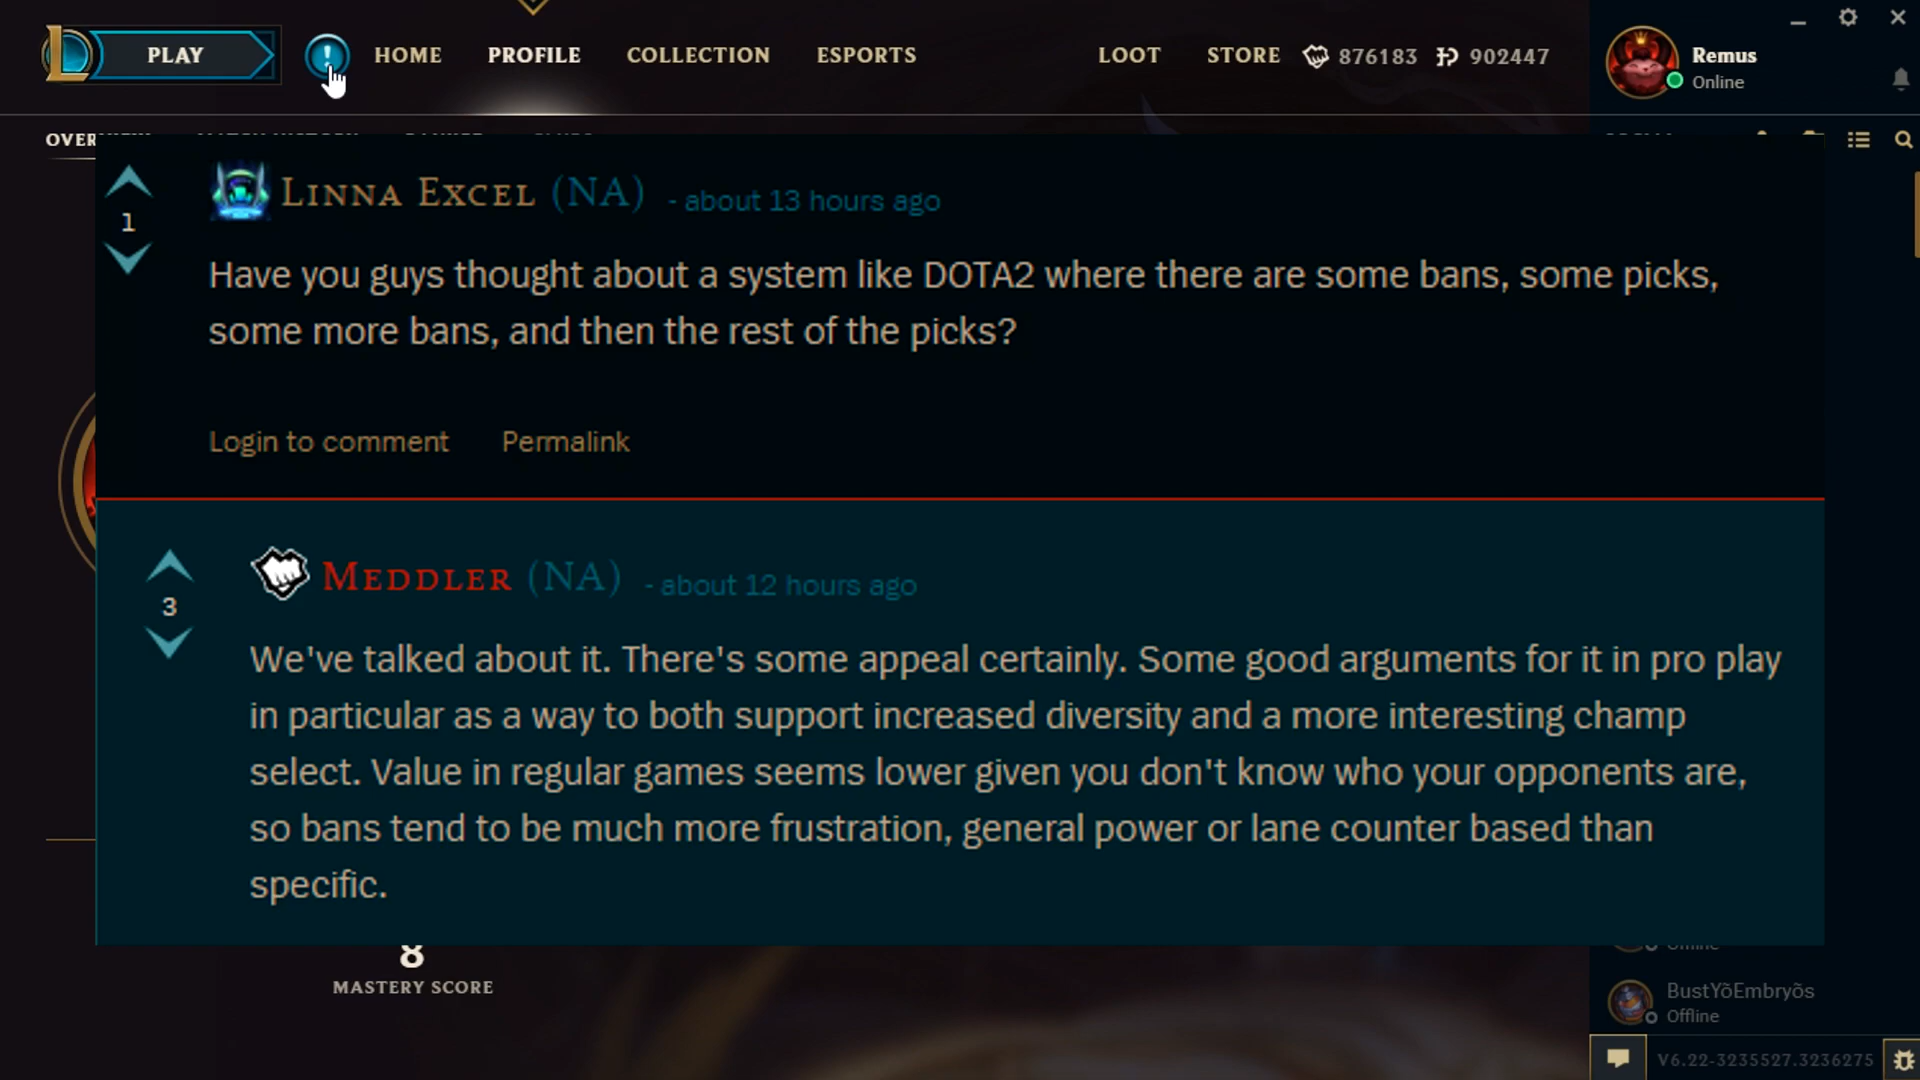 PLAY
HOME
PROFILE
COLLECTION
ESPORTS
LOOT
STORE
876183
902447
Remus
Online
1
LINNA EXCEL (NA) - about 13 hours ago
Have you guys thought about a system like DOTA2 where there are some bans, some picks,
some more bans, and then the rest of the picks?
Login to comment Permalink
3
MEDDLER (NA) - about 12 hours ago
We've talked about it. There's some appeal certainly. Some good arguments for it in pro play
in particular as a way to both support increased diversity and a more interesting champ
select. Value in regular games seems lower given you don't know who your opponents are,
so bans tend to be much more frustration, general power or lane counter based than
specific.
8
MASTERY SCORE
BustYõEmbryõs
Offline
V6.22-3235527.3236275